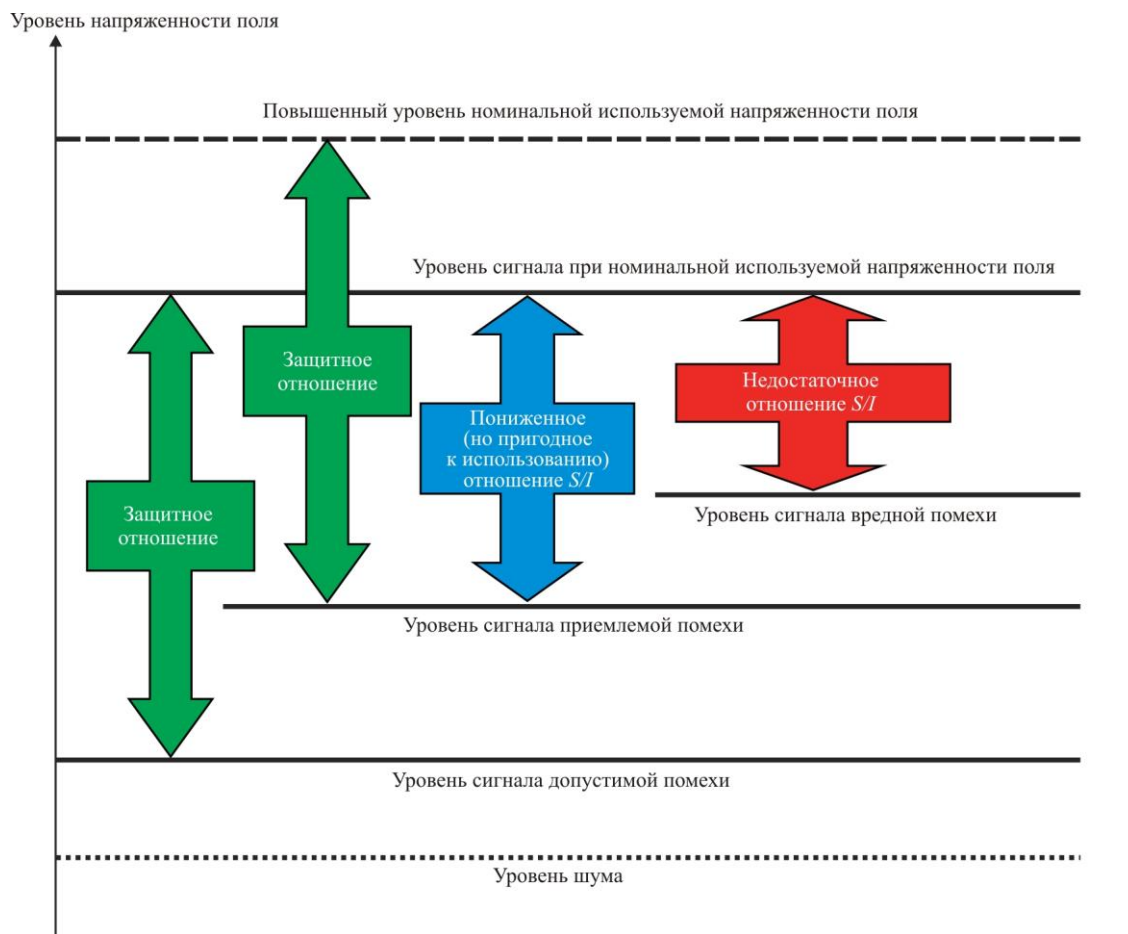 Уровень напряженности поля
Повышенный уровень номинальной используемой напряженности поля
Уровень сигнала при номинальной используемой напряженности поля
Защитное
отношение
Недостаточное
отношение S/I
Пониженное
(но пригодное
к использованию)
отношение S/I
Защитное
отношение
Уровень сигнала вредной помехи
Уровень сигнала приемлемой помехи
Уровень сигнала допустимой помехи
Уровень шума